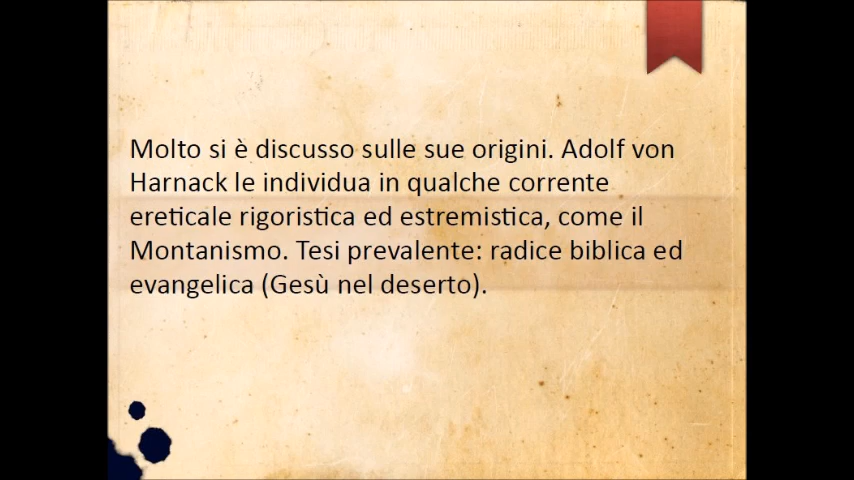 Molto si è discusso sulle sue origini. Adolf von
Harnack le individua in qualche corrente
ereticale rigoristica ed estremistica, come il
Montanismo. Tesi prevalente: radice biblica ed
evangelica (Gesù nel deserto).